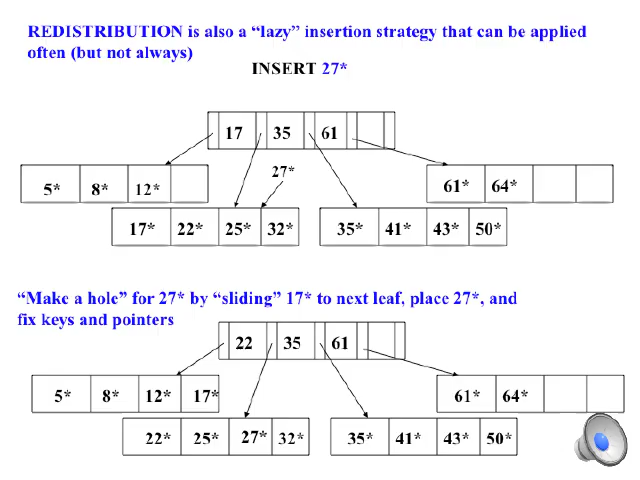 REDISTRIBUTION is also a “lazy” insertion strategy that can be applied
often (but not always)
INSERT 27*
17 35 61
27*
5* 8* 12*
61* 64*
17* 22* 25* 32*
35* 41* 43* 50*
“Make a hole” for 27* by “sliding” 17* to next leaf, place 27*, and
fix keys and pointers
22 35 61
5* 8* 12* 17*
61* 64*
22* 25* 27* 32*
35* 41* 43* 50*